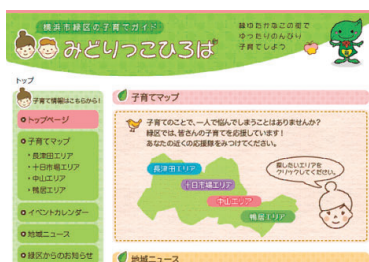 横浜市緑区の子育てガイド
みどりっこひろば
緑ゆたかなこの街で
ゆったりのんびり
子育てしよう
トップ
子育て情報はこちらから!
トップページ
子育てマップ
・長津田エリア
・十日市場エリア
・中山エリア
・鴨居エリア
イベントカレンダー
地域ニュース
緑区からのお知らせ
子育てマップ
子育てのことで、一人で悩んでしまうことはありませんか?
緑区では、皆さんの子育てを応援しています!
あなたの近くの応援隊をみつけてください。
長津田エリア
十日市場エリア
中山エリア
鴨居エリア
探したいエリアを
クリックしてください。
地域ニュース